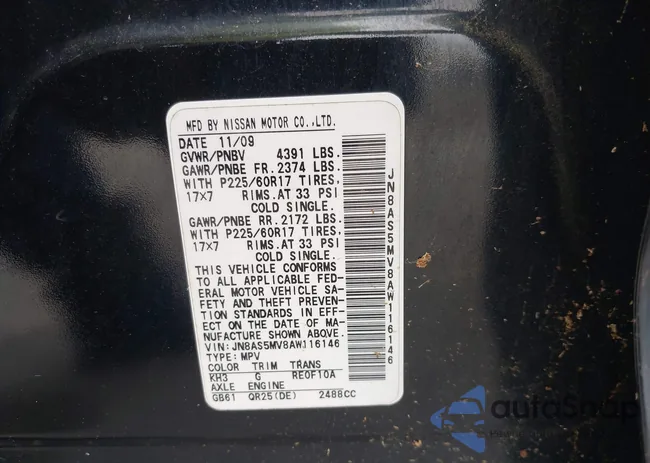 MFD BY NISSAN MOTOR CO.,LTD.
DATE 11/09
GVWR/PNBV 4391 LBS.
GAWR/PNBE FR. 2374 LBS.
WITH P225/60R17 TIRES,
17x7 RIMS.AT 33 PSI
COLD SINGLE.
GAWR/PNBE RR. 2172 LBS.
WITH P225/60R17 TIRES,
17x7 RIMS.AT 33 PSI
COLD SINGLE.
THIS VEHICLE CONFORMS
TO ALL APPLICABLE FED-
ERAL MOTOR VEHICLE SA-
FETY AND THEFT PREVEN-
TION STANDARDS IN EFF-
ECT ON THE DATE OF MA-
NUFACTURE SHOWN ABOVE.
VIN: JN8AS5MV8AW116146
TYPE: MPV
COLOR TRIM TRANS
KH3 G RE0F10A
AXLE ENGINE
GB61 QR25(DE) 2488CC
JN8AS5MV8AW116146
autoSnap